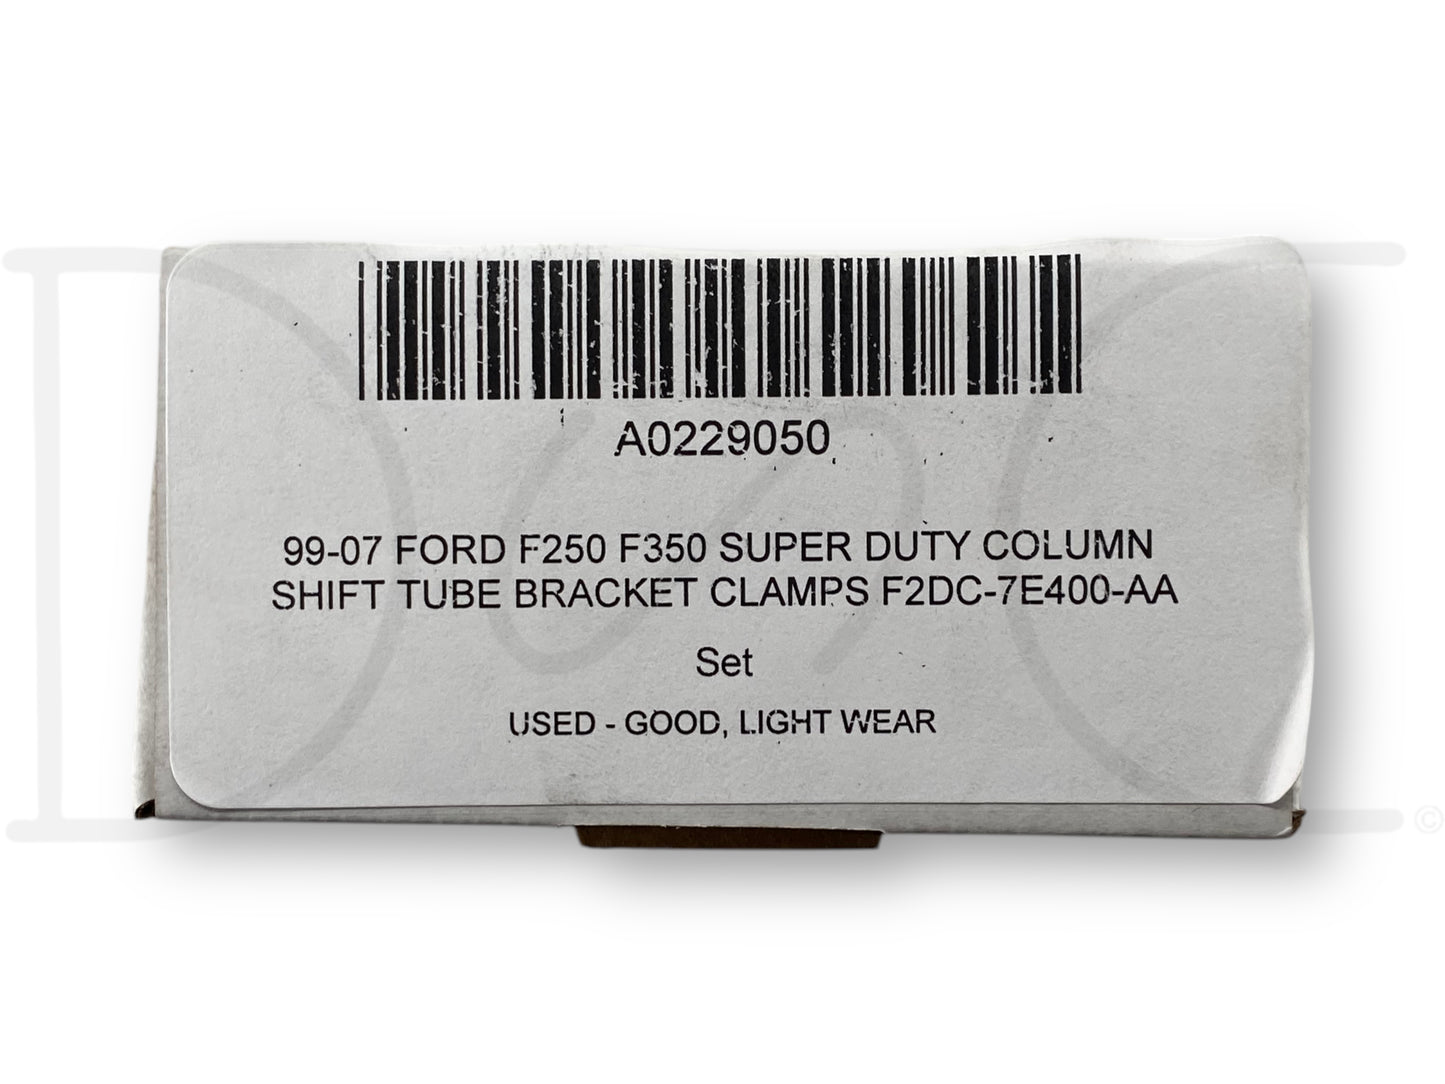 A0229050
99-07 FORD F250 F350 SUPER DUTY COLUMN
SHIFT TUBE BRACKET CLAMPS F2DC-7E400-AA
Set
USED - GOOD, LIGHT WEAR
©